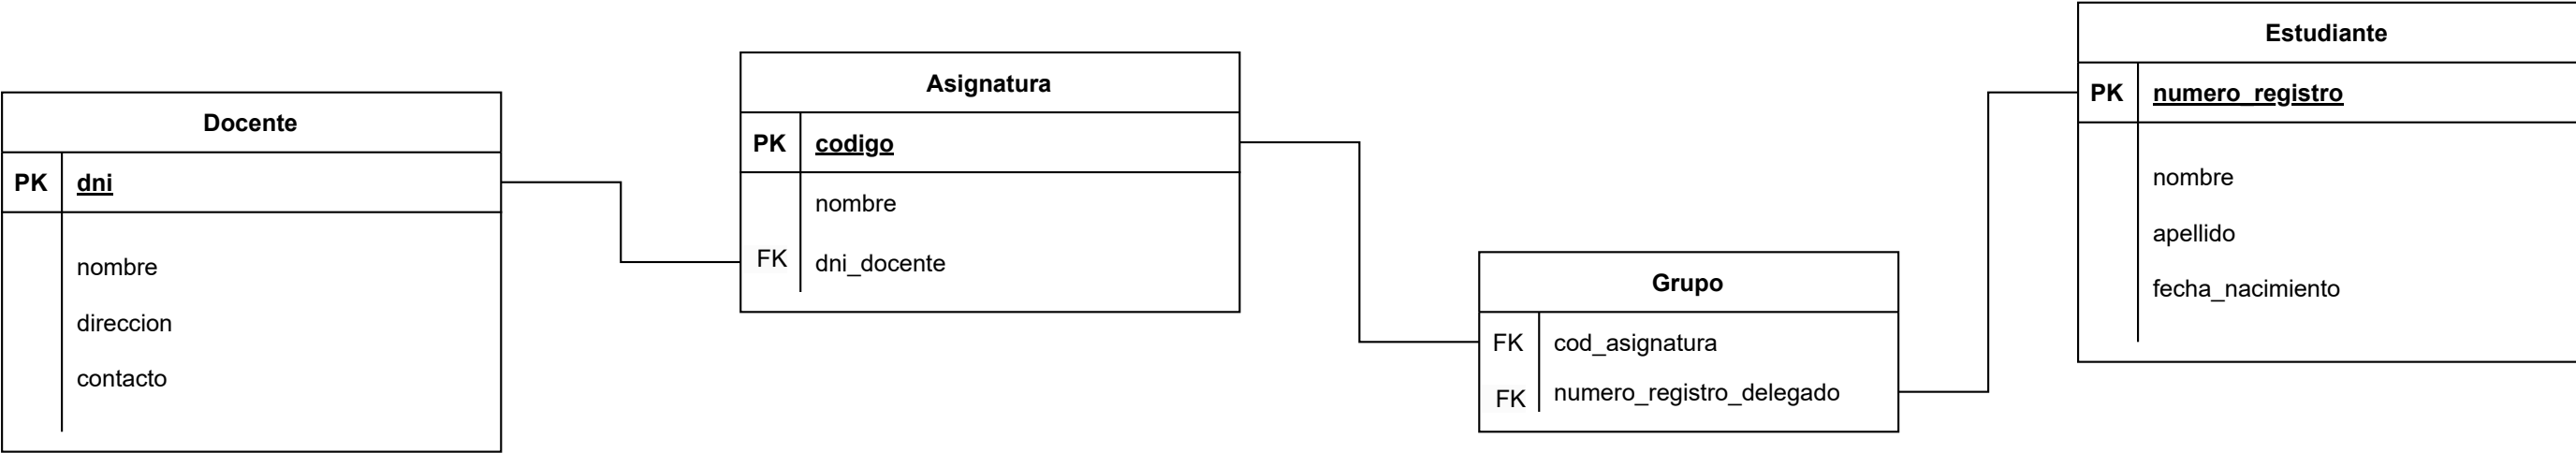 Docente
PK dni
nombre
direccion
contacto
Asignatura
PK codigo
nombre
FK dni_docente
Grupo
FK cod_asignatura
FK numero_registro_delegado
Estudiante
PK numero_registro
nombre
apellido
fecha_nacimiento